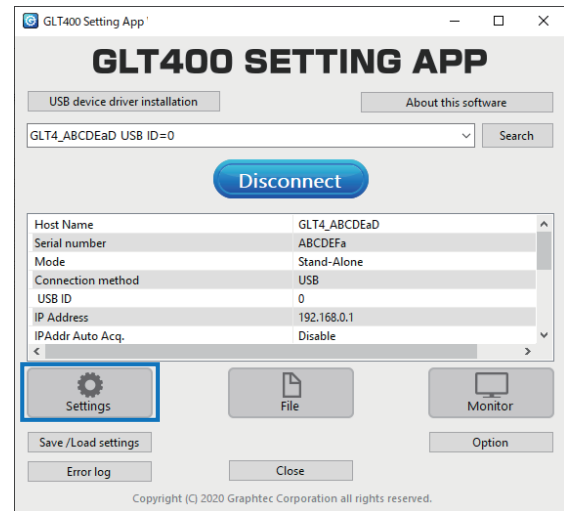 GLT400 Setting App
GLT400 SETTING APP
USB device driver installation About this software
GLT4_ABCDEaD USB ID=0 Search
Disconnect
Host Name GLT4_ABCDEaD
Serial number ABCDEFa
Mode Stand-Alone
Connection method USB
USB ID 0
IP Address 192.168.0.1
IPAddr Auto Acq. Disable
Settings File Monitor
Save /Load settings Option
Error log Close
Copyright (C) 2020 Graphtec Corporation all rights reserved.